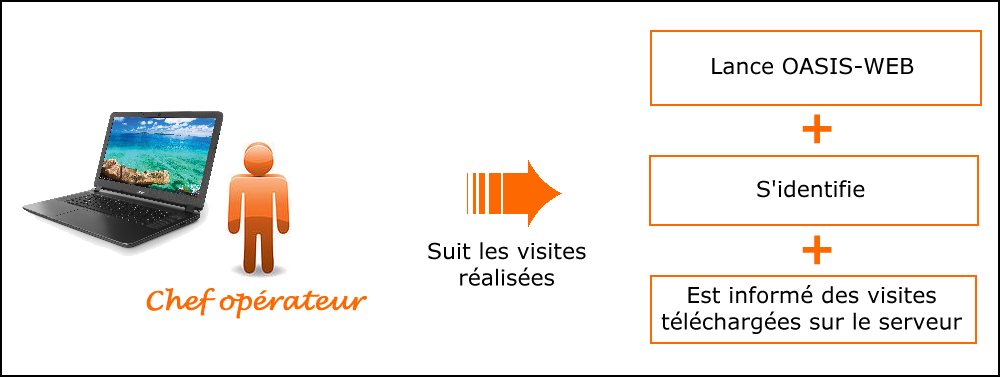 Lance OASIS-WEB
+
S'identifie
+
Suit les visites
réalisées
Chef opérateur
Est informé des visites
téléchargées sur le serveur